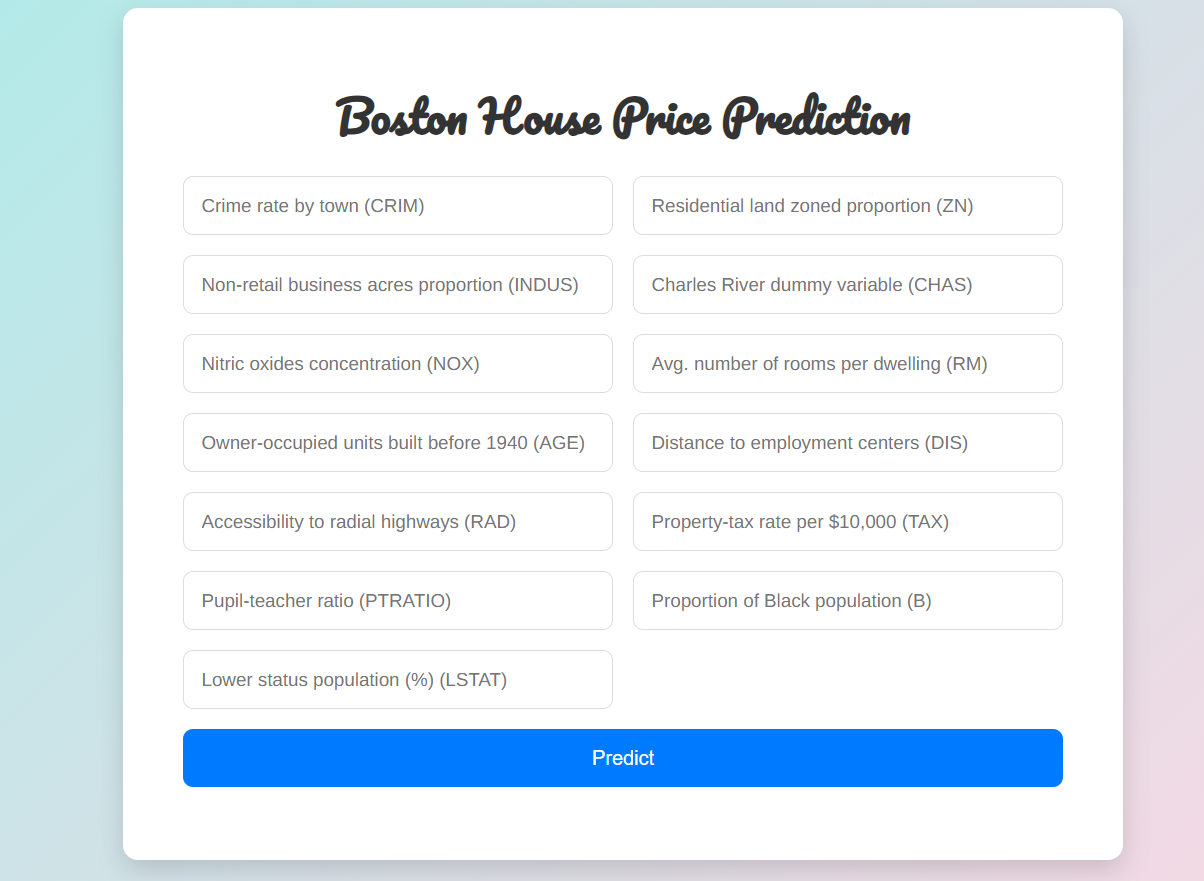 Boston House Price Prediction
Crime rate by town (CRIM)
Residential land zoned proportion (ZN)
Non-retail business acres proportion (INDUS)
Charles River dummy variable (CHAS)
Nitric oxides concentration (NOX)
Avg. number of rooms per dwelling (RM)
Owner-occupied units built before 1940 (AGE)
Distance to employment centers (DIS)
Accessibility to radial highways (RAD)
Property-tax rate per $10,000 (TAX)
Pupil-teacher ratio (PTRATIO)
Proportion of Black population (B)
Lower status population (%) (LSTAT)
Predict